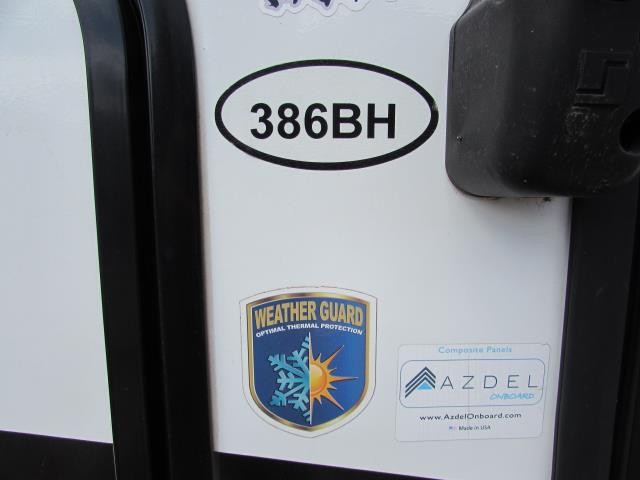 386BH
WEATHER GUARD
OPTIMAL THERMAL PROTECTION
Composite Panels
AZDEL
ONBOARD
www.AzdelOnboard.com
Made in USA